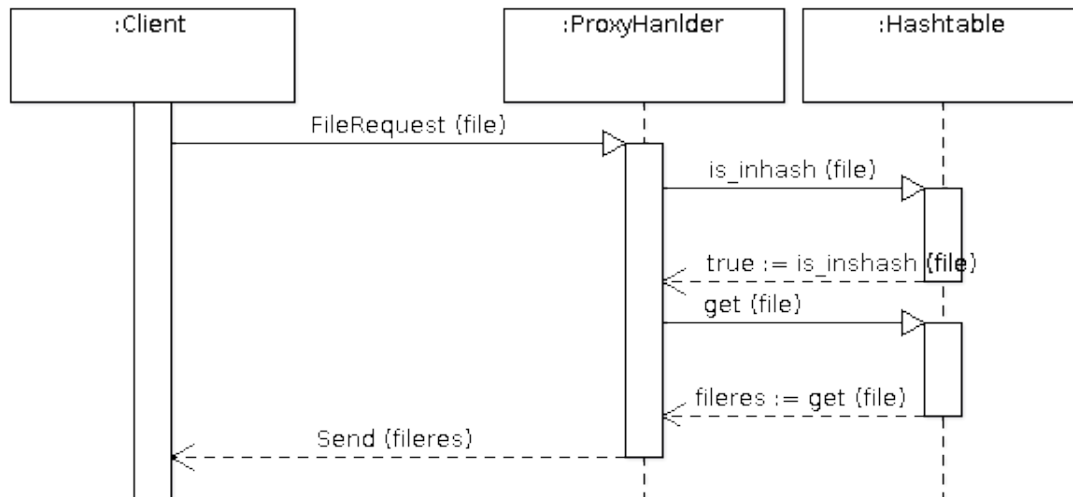 :Client
:ProxyHanlder
:Hashtable
FileRequest (file)
is_inhash (file)
true := is_inshash (file)
get (file)
fileres := get (file)
Send (fileres)